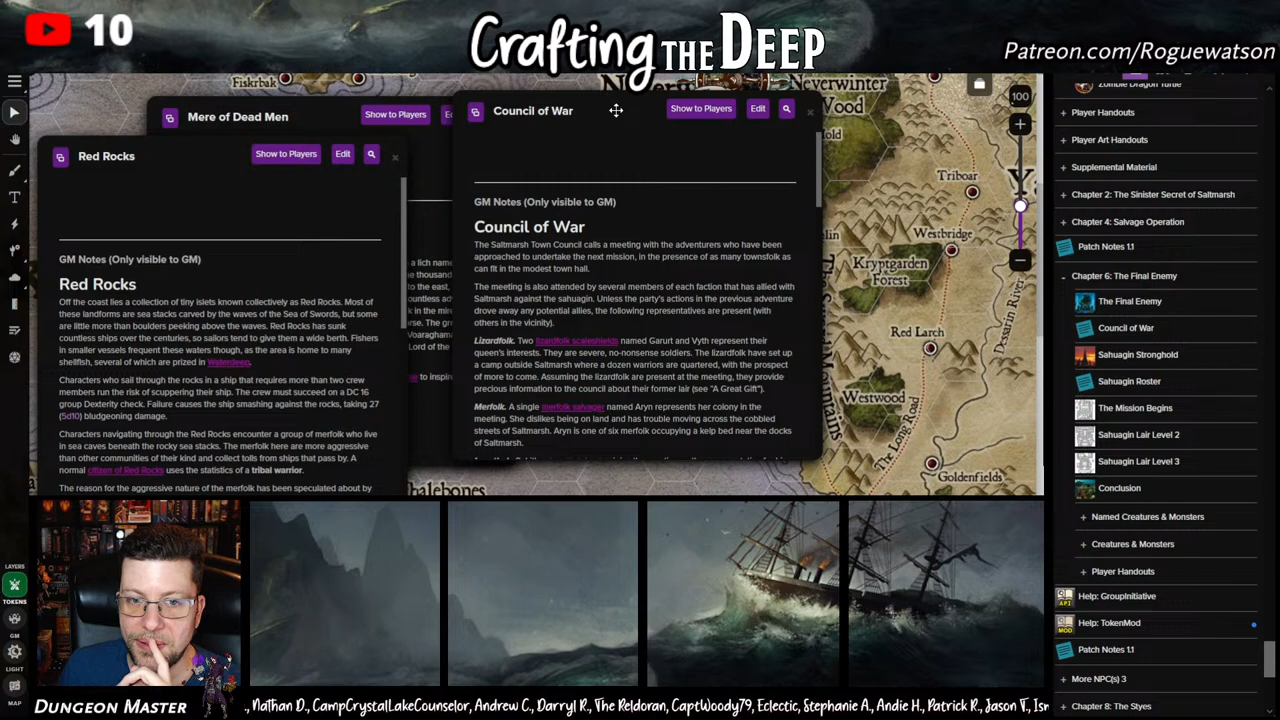 10
Crafting THE DEEP
Patreon.com/Roguewatson
Fiskrbak
Neverwinter
Wood
Triboar
Westbridge
Kryptgarden
Forest
Red Larch
Dessarin River
Westwood
Mountains
The Long Road
Goldenfields
Whalebones
100
Mere of Dead Men
Show to Players
Red Rocks
Show to Players
Edit
GM Notes (Only visible to GM)
Red Rocks
Off the coast lies a collection of tiny islets known collectively as Red Rocks. Most of
these landforms are sea stacks carved by the waves of the Sea of Swords, but some
are little more than boulders peeking above the waves. Red Rocks has sunk
countless ships over the centuries, so sailors tend to give them a wide berth. Fishers
in smaller vessels frequent these waters though, as the area is home to many
shellfish, several of which are prized in Waterdeep.
Characters who sail through the rocks in a ship that requires more than two crew
members run the risk of scuppering their ship. The crew must succeed on a DC 16
group Dexterity check. Failure causes the ship smashing against the rocks, taking 27
(5d10) bludgeoning damage.
Characters navigating through the Red Rocks encounter a group of merfolk who live
in sea caves beneath the rocky sea stacks. The merfolk here are more aggressive
than other communities of their kind and collect tolls from ships that pass by. A
normal citizen of Red Rocks uses the statistics of a tribal warrior.
The reason for the aggressive nature of the merfolk has been speculated about by
Council of War
Show to Players
Edit
GM Notes (Only visible to GM)
Council of War
The Saltmarsh Town Council calls a meeting with the adventurers who have been
approached to undertake the next mission, in the presence of as many townsfolk as
can fit in the modest town hall.
The meeting is also attended by several members of each faction that has allied with
Saltmarsh against the sahuagin. Unless the party's actions in the previous adventure
drove away any potential allies, the following representatives are present (with
others in the vicinity).
Lizardfolk. Two lizardfolk scaleshields named Garurt and Vyth represent their
queen's interests. They are severe, no-nonsense soldiers. The lizardfolk have set up
a camp outside Saltmarsh where a dozen warriors are quartered, with the prospect
of more to come. Assuming the lizardfolk are present at the meeting, they provide
precious information to the council about their former lair (see "A Great Gift").
Merfolk. A single merfolk salvager named Aryn represents her colony in the
meeting. She dislikes being on land and has trouble moving across the cobbled
streets of Saltmarsh. Aryn is one of six merfolk occupying a kelp bed near the docks
of Saltmarsh.
Zombie Dragon Turtle
+ Player Handouts
+ Player Art Handouts
+ Supplemental Material
+ Chapter 2: The Sinister Secret of Saltmarsh
+ Chapter 4: Salvage Operation
Patch Notes 1.1
- Chapter 6: The Final Enemy
The Final Enemy
Council of War
Sahuagin Stronghold
Sahuagin Roster
The Mission Begins
Sahuagin Lair Level 2
Sahuagin Lair Level 3
Conclusion
+ Named Creatures & Monsters
+ Creatures & Monsters
+ Player Handouts
Help: GroupInitiative
Help: TokenMod
Patch Notes 1.1
+ More NPC(s) 3
+ Chapter 8: The Styes
API
MOD
LAYERS
TOKENS
GM
LIGHT
MAP
DUNGEON MASTER
., Nathan D., CampCrystalLakeCounselor, Andrew C., Darryl R., The Reldoran, CaptWoody79, Eclectic, Stephanie A., Andie H., Patrick R., Jason T., Isr